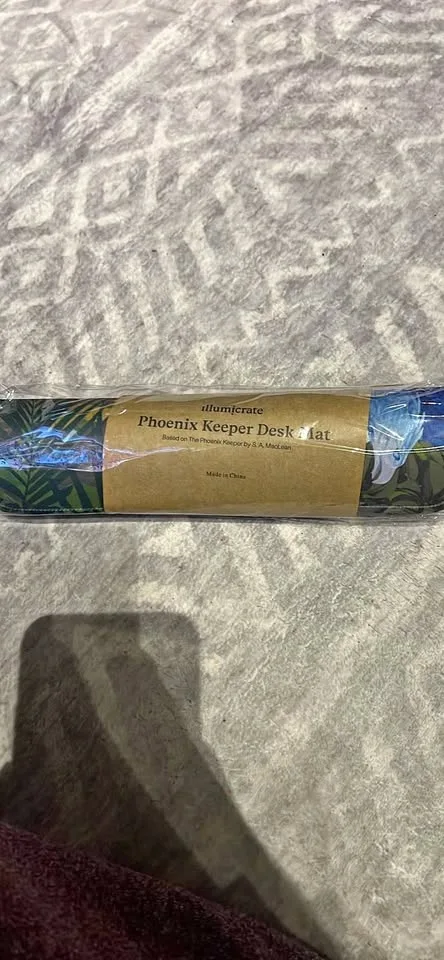 illumicrate
Phoenix Keeper Desk Mat
Based on The Phoenix Keeper by S. A. MacLean
Made in China